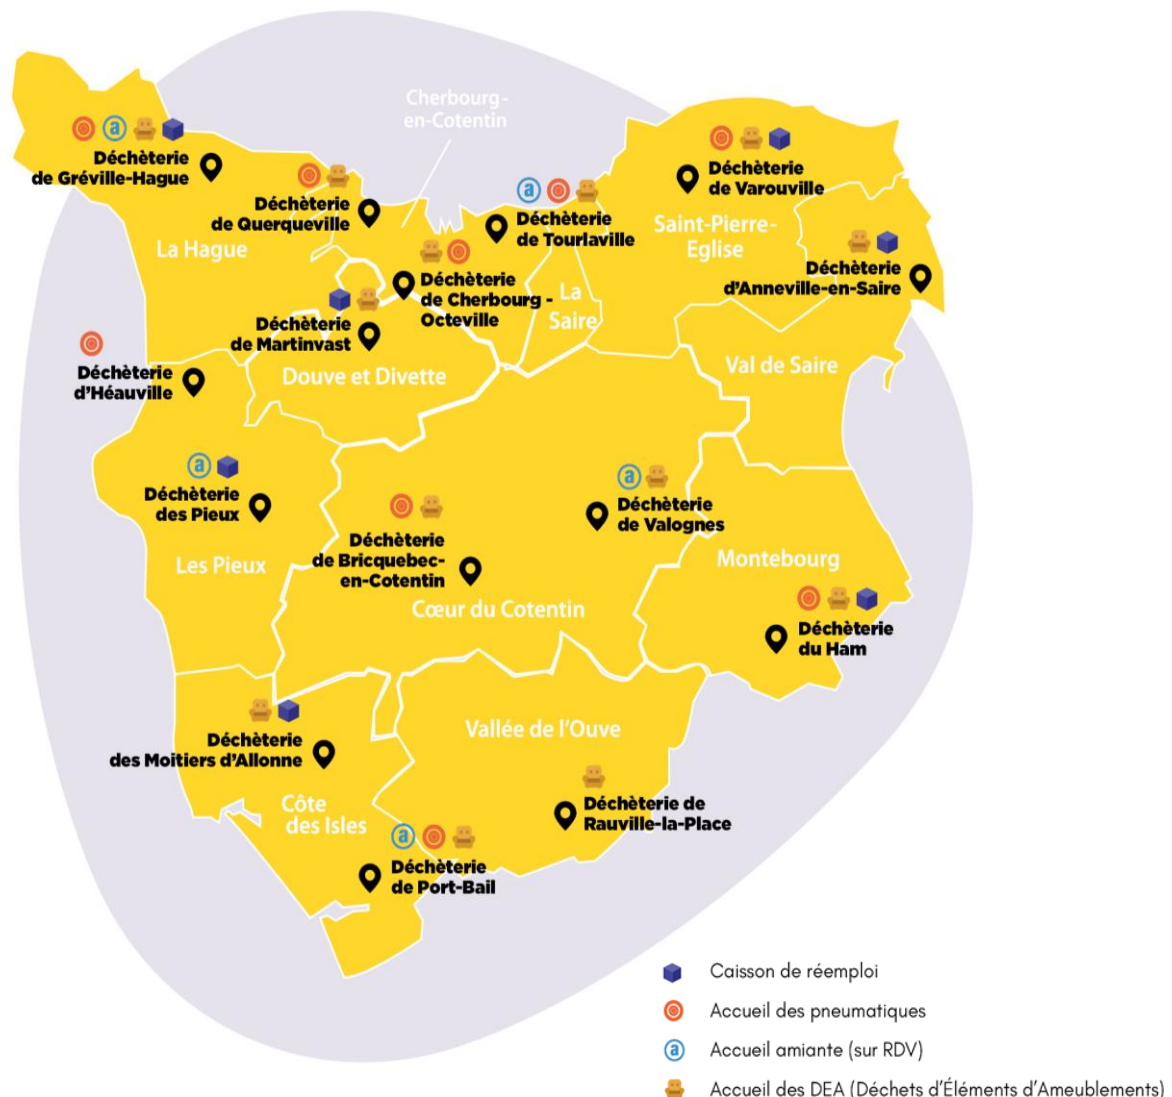 Cherbourg-
en-Cotentin
a
Déchèterie
de Gréville-Hague
Déchèterie
de Varouville
Déchèterie
de Querqueville
a
Déchèterie
de Tourlaville
Saint-Pierre-
Eglise
La Hague
Déchèterie
d'Anneville-en-Saire
Déchèterie
de Cherbourg -
Octeville
La
Saire
Déchèterie
de Martinvast
Déchèterie
d'Héauville
Douve et Divette
Val de Saire
a
Déchèterie
des Pieux
a
Déchèterie
de Valognes
Déchèterie
de Bricquebec-
en-Cotentin
Les Pieux
Montebourg
Cœur du Cotentin
Déchèterie
du Ham
Déchèterie
des Moitiers d'Allonne
Vallée de l'Ouve
Côte
des Isles
Déchèterie de
Rauville-la-Place
a
Déchèterie
de Port-Bail
Caisson de réemploi
Accueil des pneumatiques
a Accueil amiante (sur RDV)
Accueil des DEA (Déchets d'Éléments d'Ameublements)